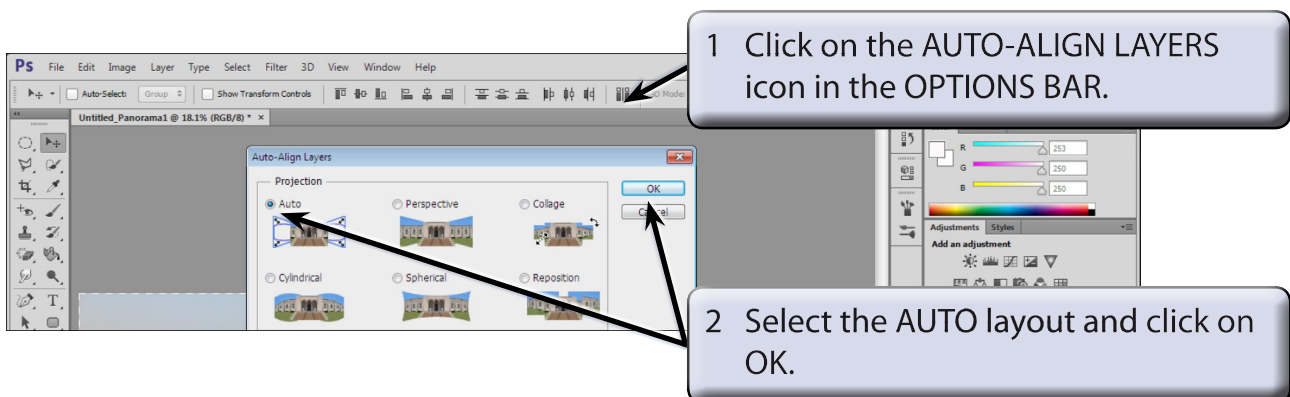 1 Click on the AUTO-ALIGN LAYERS
icon in the OPTIONS BAR.
Ps File Edit Image Layer Type Select Filter 3D View Window Help
Auto-Select: Group Show Transform Controls
Untitled_Panorama1 @ 18.1% (RGB/8) * ×
Auto-Align Layers
Projection
Auto Perspective Collage
OK
Cylindrical Spherical Reposition
R 253
G 250
B 250
Adjustments Styles
Add an adjustment
T
2 Select the AUTO layout and click on
OK.